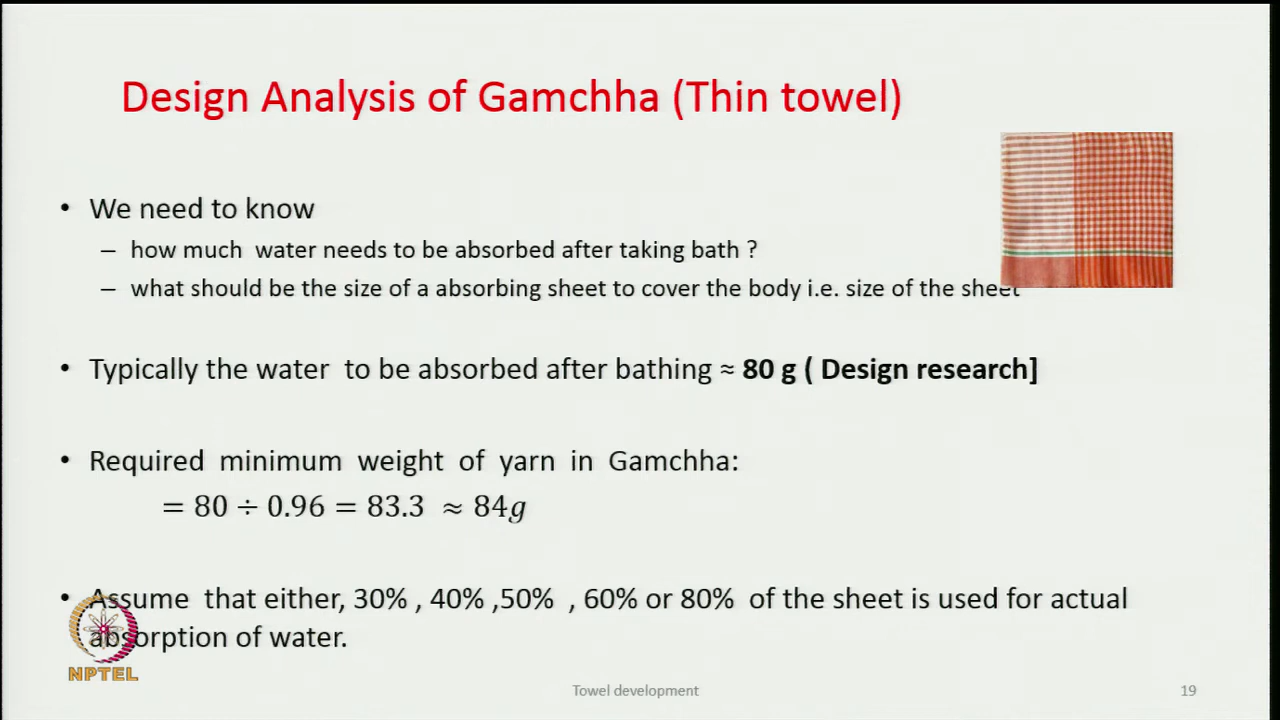 Design Analysis of Gamchha (Thin towel)
• We need to know
– how much water needs to be absorbed after taking bath ?
– what should be the size of a absorbing sheet to cover the body i.e. size of the sheet
• Typically the water to be absorbed after bathing ≈ 80 g ( Design research]
• Required minimum weight of yarn in Gamchha:
= 80 ÷ 0.96 = 83.3 ≈ 84g
• Assume that either, 30% , 40% ,50% , 60% or 80% of the sheet is used for actual
absorption of water.
NPTEL
Towel development
19